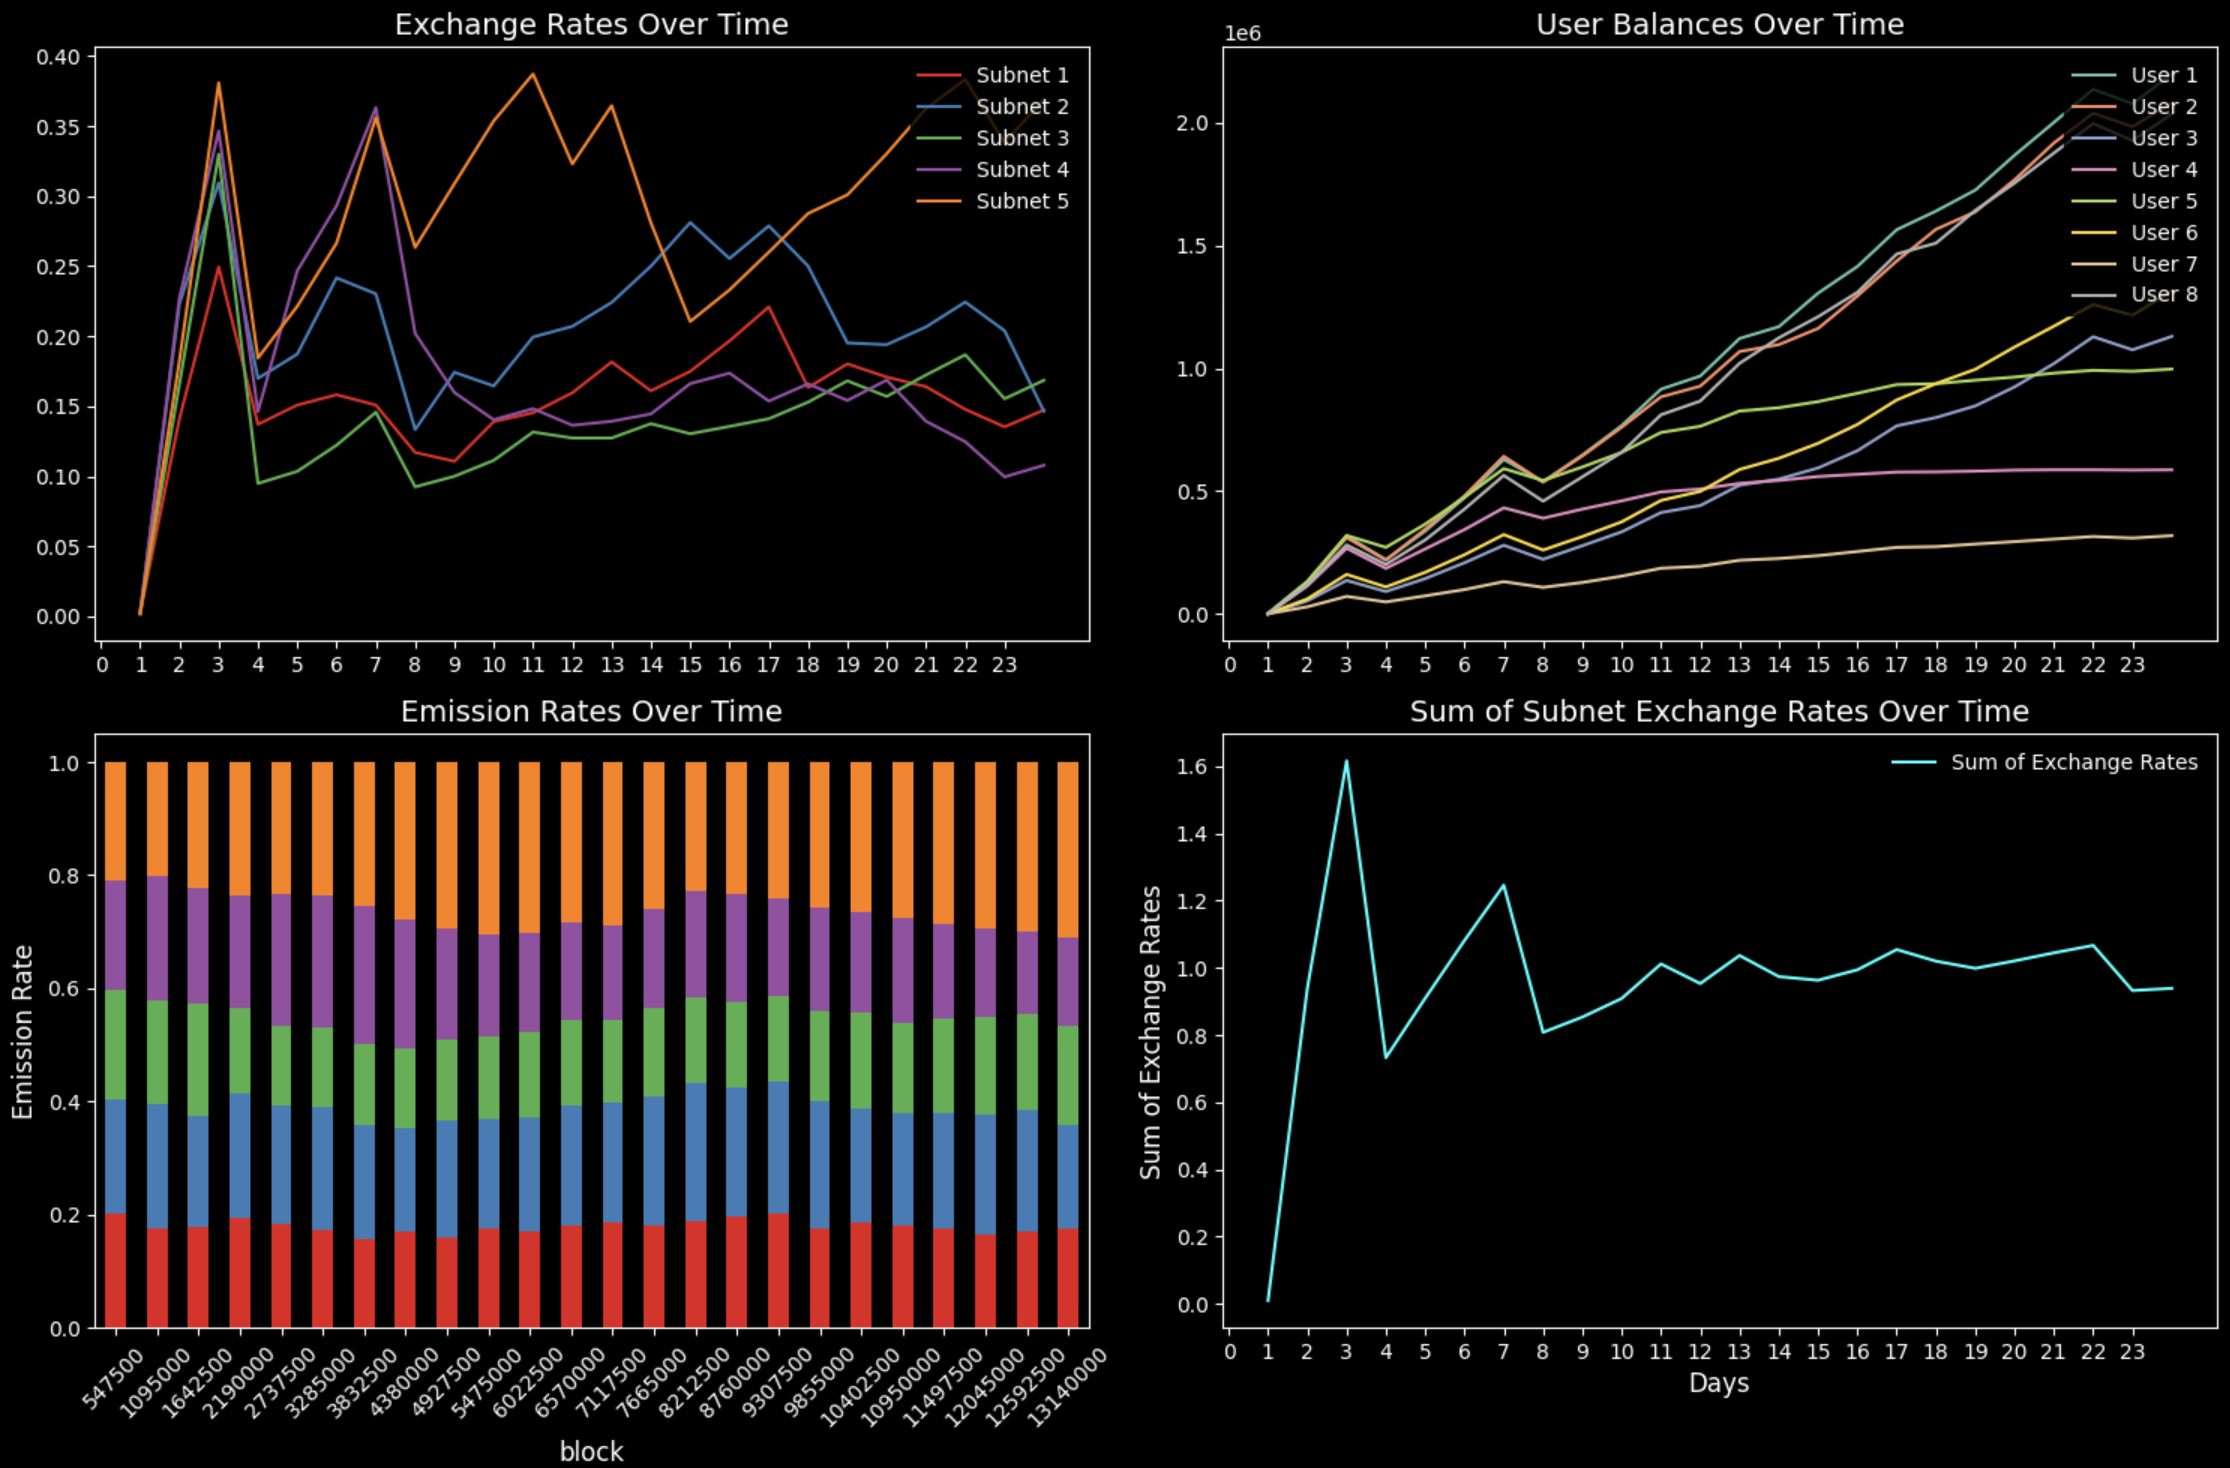 Exchange Rates Over Time
0.40
0.35
0.30
0.25
0.20
0.15
0.10
0.05
0.00
Subnet 1
Subnet 2
Subnet 3
Subnet 4
Subnet 5
0 1 2 3 4 5 6 7 8 9 10 11 12 13 14 15 16 17 18 19 20 21 22 23
User Balances Over Time
1e6
2.0
1.5
1.0
0.5
0.0
User 1
User 2
User 3
User 4
User 5
User 6
User 7
User 8
0 1 2 3 4 5 6 7 8 9 10 11 12 13 14 15 16 17 18 19 20 21 22 23
Emission Rates Over Time
Emission Rate
1.0
0.8
0.6
0.4
0.2
0.0
547500 1095000 1642500 2190000 2737500 3285000 3832500 4380000 4927500 5475000 6022500 6570000 7117500 7665000 8212500 8760000 9307500 9855000 10402500 10950000 11497500 12045000 12592500 13140000
block
Sum of Subnet Exchange Rates Over Time
Sum of Exchange Rates
Sum of Exchange Rates
1.6
1.4
1.2
1.0
0.8
0.6
0.4
0.2
0.0
0 1 2 3 4 5 6 7 8 9 10 11 12 13 14 15 16 17 18 19 20 21 22 23
Days